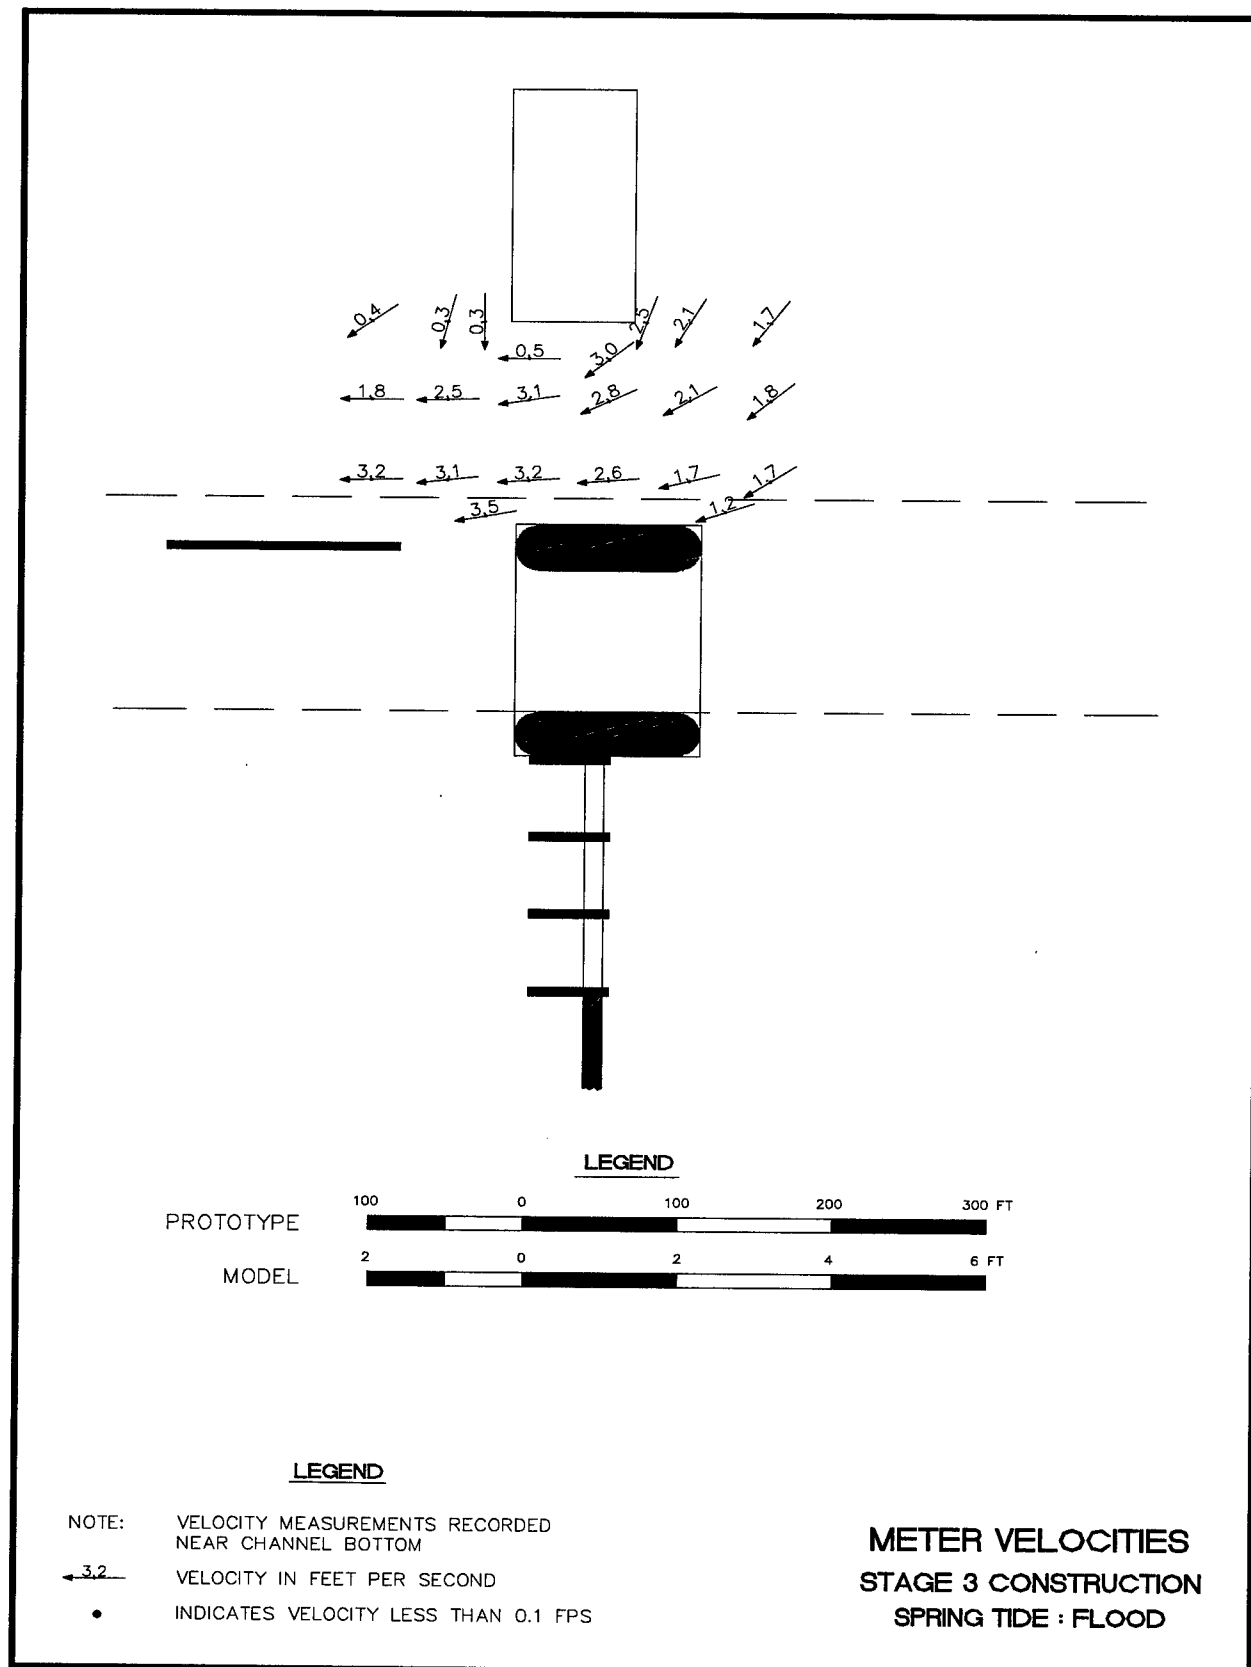 0.4 0.3 0.3 2.5 2.1 1.7
0.5 3.0
1.8 2.5 3.1 2.8 2.1 1.8
3.2 3.1 3.2 2.6 1.7 1.7
3.5 1.2
LEGEND
100 0 100 200 300 FT
PROTOTYPE
2 0 2 4 6 FT
MODEL
LEGEND
NOTE: VELOCITY MEASUREMENTS RECORDED
NEAR CHANNEL BOTTOM
3.2 VELOCITY IN FEET PER SECOND
• INDICATES VELOCITY LESS THAN 0.1 FPS
METER VELOCITIES
STAGE 3 CONSTRUCTION
SPRING TIDE : FLOOD